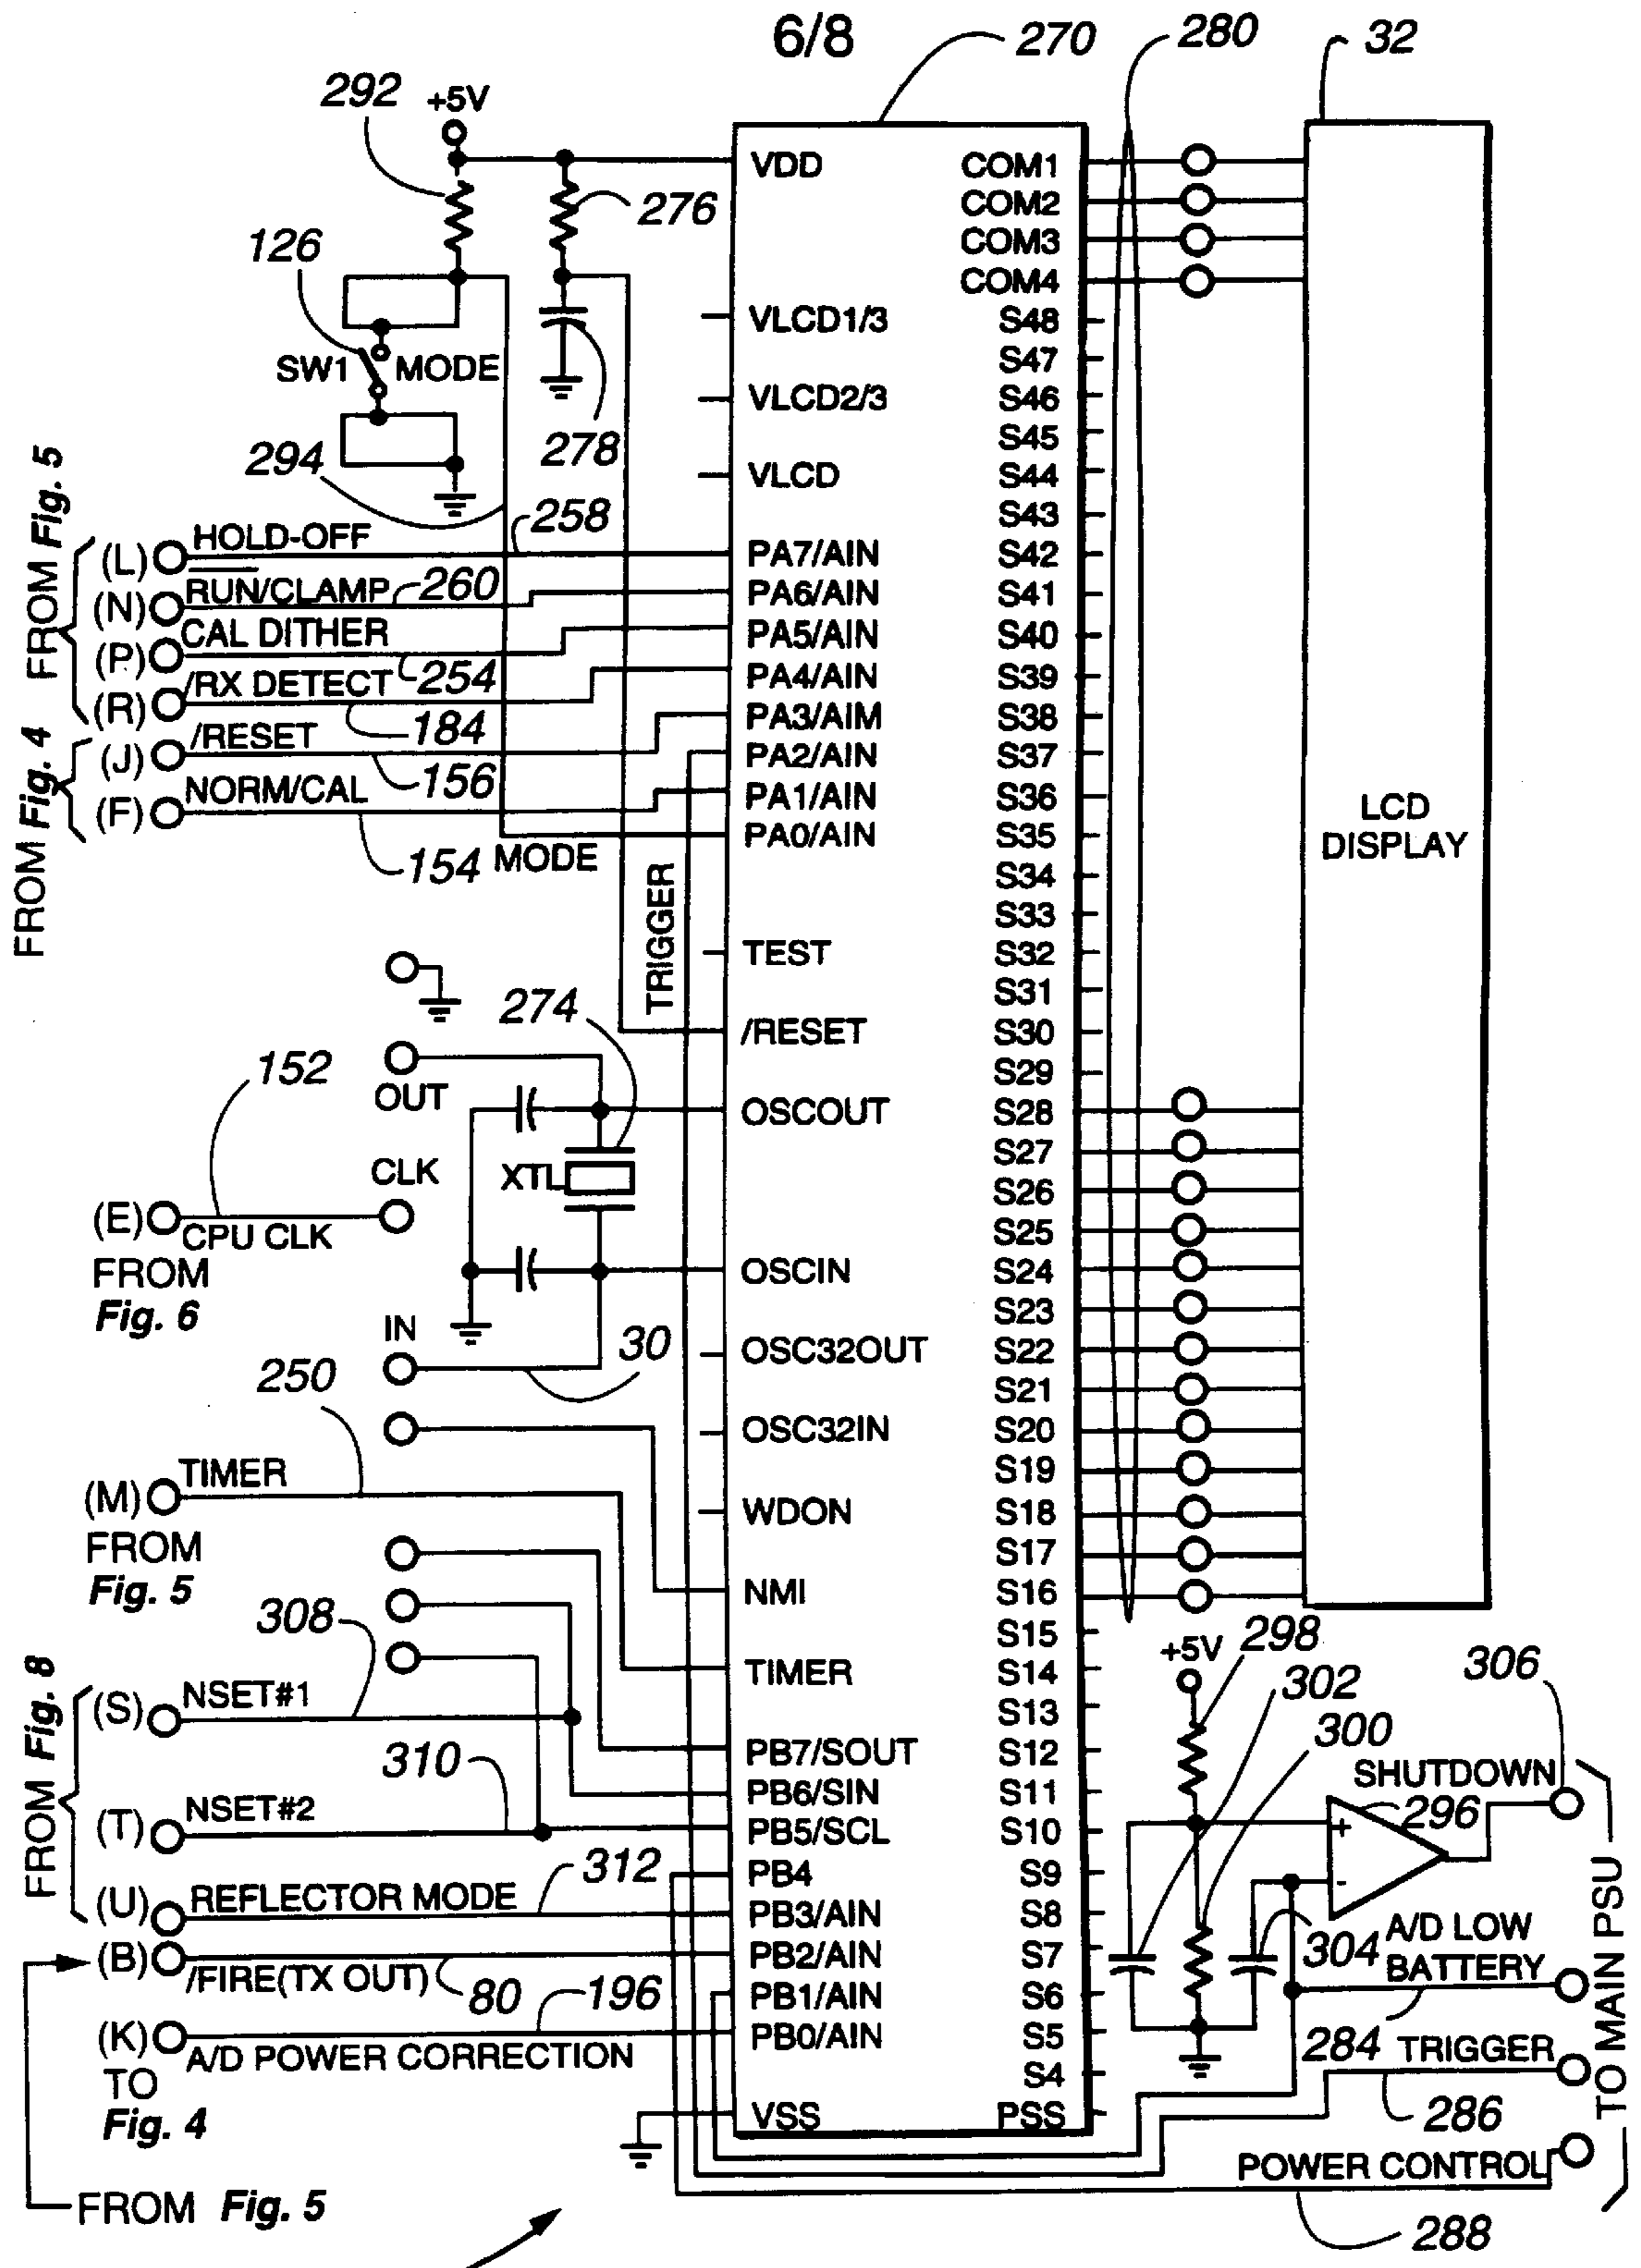 6/8
270
280
32
292
+5V
276
126
SW1
MODE
278
294
VDD
VLCD1/3
VLCD2/3
VLCD
PA7/AIN
PA6/AIN
PA5/AIN
PA4/AIN
PA3/AIM
PA2/AIN
PA1/AIN
PA0/AIN
TEST
/RESET
OSCOUT
OSCIN
OSC32OUT
OSC32IN
WDON
NMI
TIMER
PB7/SOUT
PB6/SIN
PB5/SCL
PB4
PB3/AIN
PB2/AIN
PB1/AIN
PB0/AIN
VSS
COM1
COM2
COM3
COM4
S48
S47
S46
S45
S44
S43
S42
S41
S40
S39
S38
S37
S36
S35
S34
S33
S32
S31
S30
S29
S28
S27
S26
S25
S24
S23
S22
S21
S20
S19
S18
S17
S16
S15
S14
S13
S12
S11
S10
S9
S8
S7
S6
S5
S4
PSS
LCD
DISPLAY
FROM Fig. 5
(L) HOLD-OFF 258
(N) RUN/CLAMP 260
(P) CAL DITHER 254
(R) /RX DETECT 184
FROM Fig. 4
(J) /RESET 156
(F) NORM/CAL 154
MODE
TRIGGER
274
152
OUT
CLK
XTL
(E) CPU CLK
FROM
Fig. 6
IN
30
250
(M) TIMER
FROM
Fig. 5
308
FROM Fig. 8
(S) NSET#1
310
(T) NSET#2
312
(U) REFLECTOR MODE
(B) /FIRE(TX OUT) 80
196
(K) A/D POWER CORRECTION
TO
Fig. 4
FROM Fig. 5
+5V
298
302
300
306
SHUTDOWN
296
+
-
304
A/D LOW
BATTERY
284
TRIGGER
286
POWER CONTROL
288
TO MAIN PSU